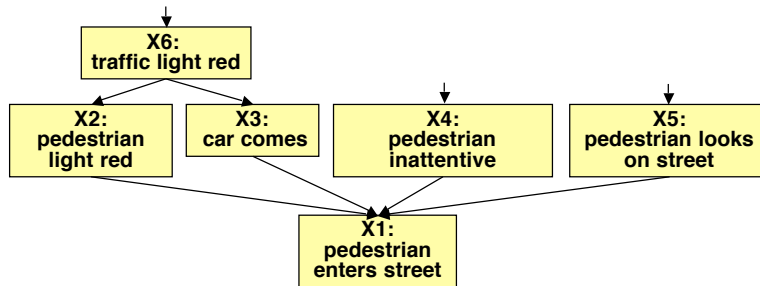 X6:
traffic light red
X2:
pedestrian
light red
X3:
car comes
X4:
pedestrian
inattentive
X5:
pedestrian looks
on street
X1:
pedestrian
enters street